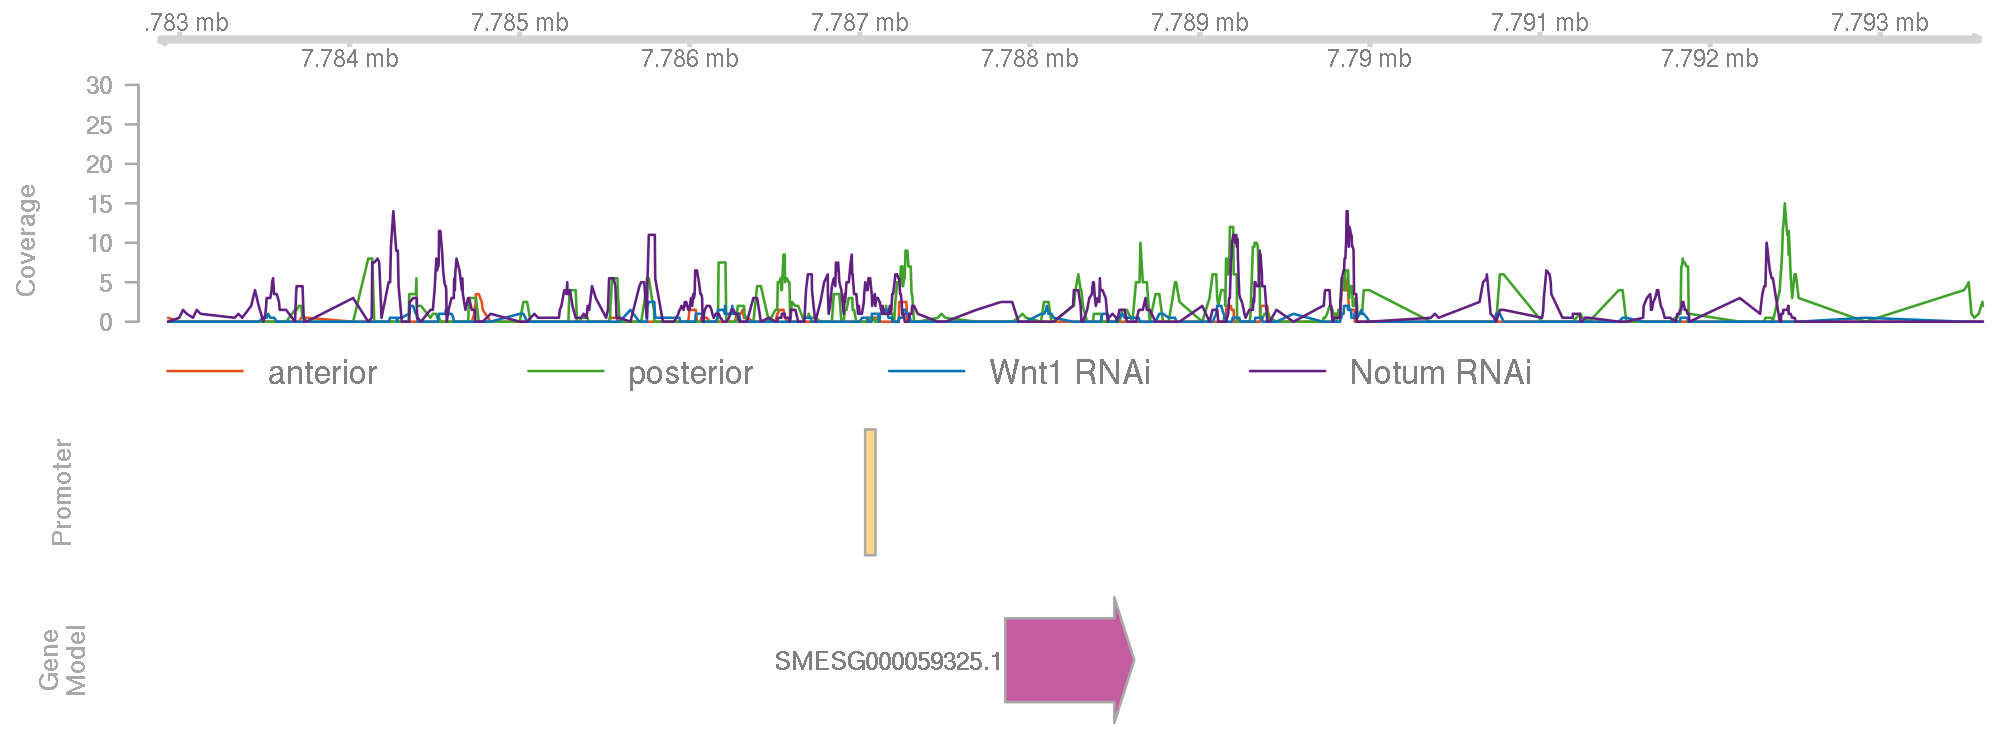 .783 mb 7.785 mb 7.787 mb 7.789 mb 7.791 mb 7.793 mb
7.784 mb 7.786 mb 7.788 mb 7.79 mb 7.792 mb
Coverage
30
25
20
15
10
5
0
anterior posterior Wnt1 RNAi Notum RNAi
Promoter
Gene
Model
SMESG000059325.1